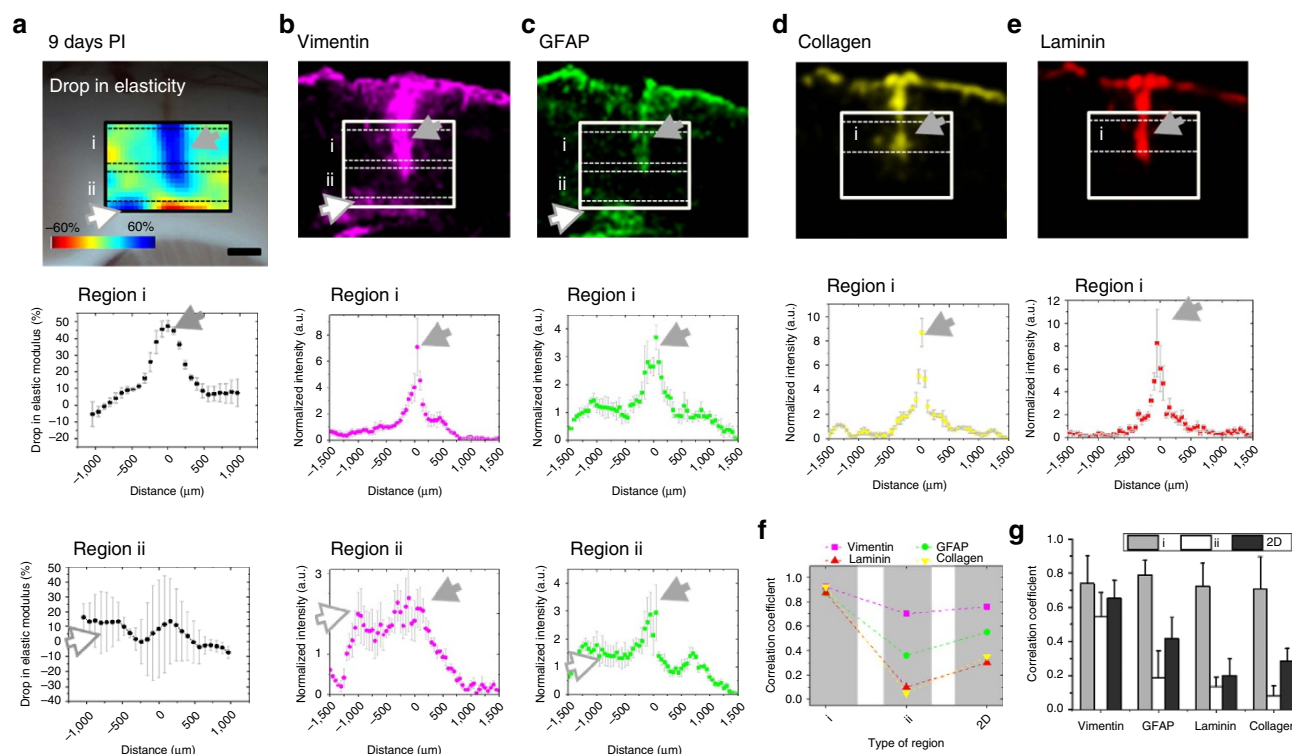 a
9 days PI
Drop in elasticity
i
ii
−60% 60%
b
Vimentin
i
ii
c
GFAP
i
ii
d
Collagen
i
e
Laminin
i
Region i
Drop in elastic modulus (%)
50
40
30
20
10
0
−10
−20
−1,000 −500 0 500 1,000
Distance (µm)
Region i
Normalized intensity (a.u.)
8
6
4
2
0
−1,500 −1,000 −500 0 500 1,000 1,500
Distance (µm)
Region i
Normalized intensity (a.u.)
4
3
2
1
0
−1,500 −1,000 −500 0 500 1,000 1,500
Distance (µm)
Region i
Normalized intensity (a.u.)
10
8
6
4
2
0
−1,500 −1,000 −500 0 500 1,000 1,500
Distance (µm)
Region i
Normalized intensity (a.u.)
12
10
8
6
4
2
0
−1,500 −1,000 −500 0 500 1,000 1,500
Distance (µm)
Region ii
Drop in elastic modulus (%)
50
40
30
20
10
0
−10
−20
−30
−40
−1,000 −500 0 500 1,000
Distance (µm)
Region ii
Normalized intensity (a.u.)
3
2
1
0
−1,500 −1,000 −500 0 500 1,000 1,500
Distance (µm)
Region ii
Normalized intensity (a.u.)
4
3
2
1
0
−1,500 −1,000 −500 0 500 1,000 1,500
Distance (µm)
f
Vimentin GFAP
Laminin Collagen
Correlation coefficient
1.0
0.8
0.6
0.4
0.2
0.0
i ii 2D
Type of region
g
i ii 2D
Correlation coefficient
1.0
0.8
0.6
0.4
0.2
0.0
Vimentin GFAP Laminin Collagen